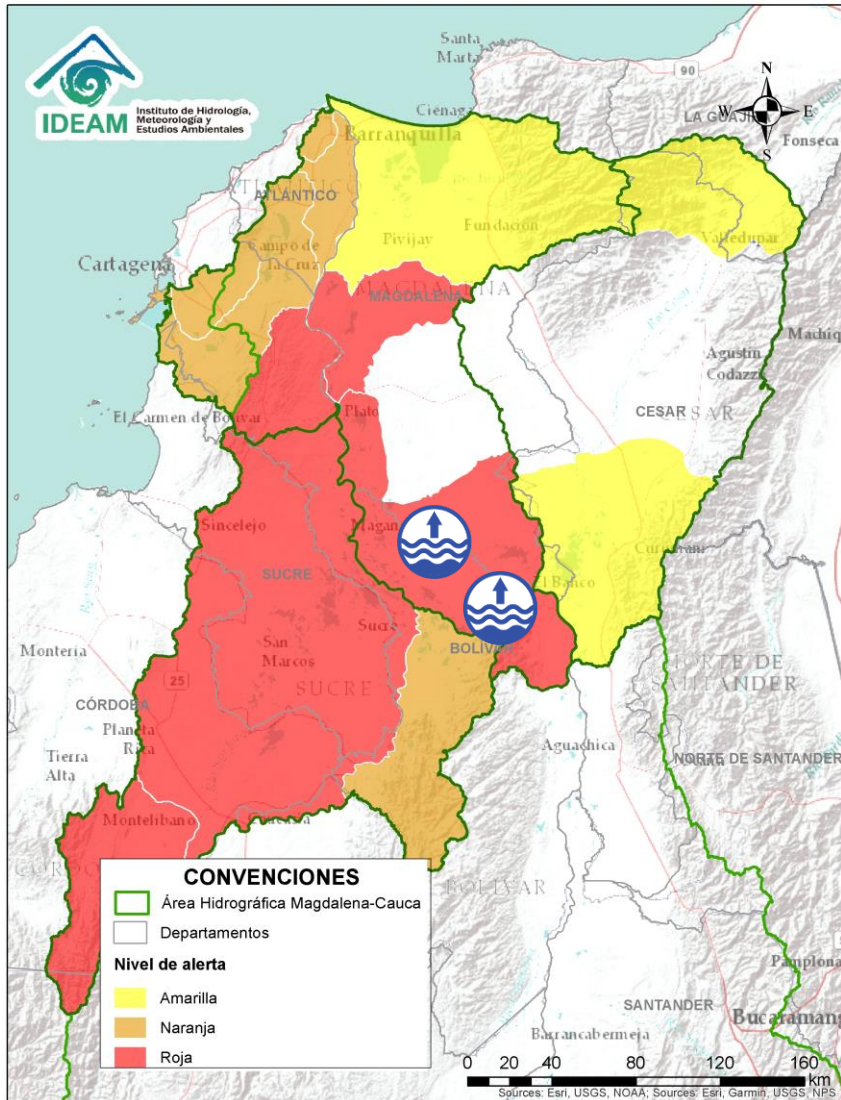 IDEAM
Instituto de Hidrología,
Meteorología y
Estudios Ambientales
Santa
Marta
90
N
W
E
S
LA GUAJI
Fonseca
Ciénaga
Barranquilla
ATLÁNTICO
Fundación
Valledupar
Pivijay
Campo de
la Cruz
Cartagena
MAGDALENA
MAGDALENA
Machiq
Agustín
Codazzi
CESAR
CESAR
El Carmen de Bolívar
Plato
Sincelejo
Magan
SUCRE
El Banco
Sucre
BOLÍVAR
Montería
San
Marcos
SUCRE
25
NORTE DE
SANTANDER
CÓRDOBA
Planeta
Rica
Tierra
Alta
Aguachica
NORTE DE SANTANDER
Montelíbano
BOLÍVAR
CONVENCIONES
Área Hidrográfica Magdalena-Cauca
Departamentos
Nivel de alerta
Amarilla
Naranja
Roja
Pamplona
SANTANDER
Bucaramang
Barrancabermeja
0 20 40 80 120 160
km
Sources: Esri, USGS, NOAA; Sources: Esri, Garmin, USGS, NPS